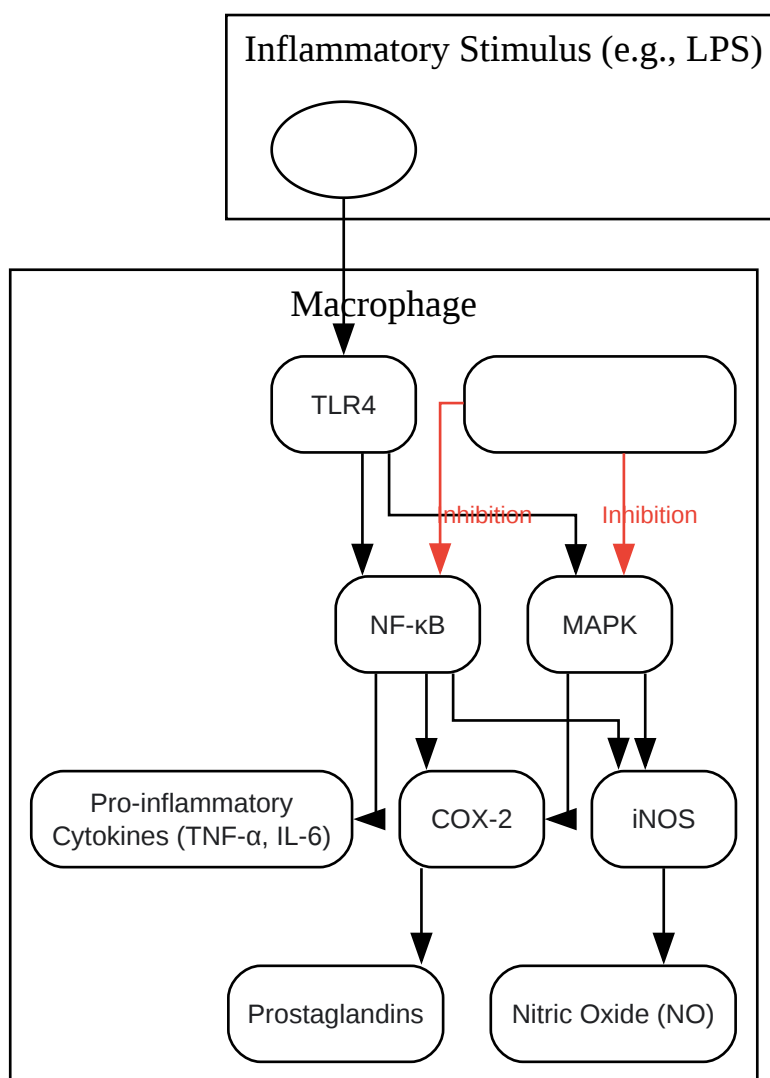 Inflammatory Stimulus (e.g., LPS)
Macrophage
TLR4
Inhibition
Inhibition
NF-κB
MAPK
Pro-inflammatory
Cytokines (TNF-α, IL-6)
COX-2
iNOS
Prostaglandins
Nitric Oxide (NO)